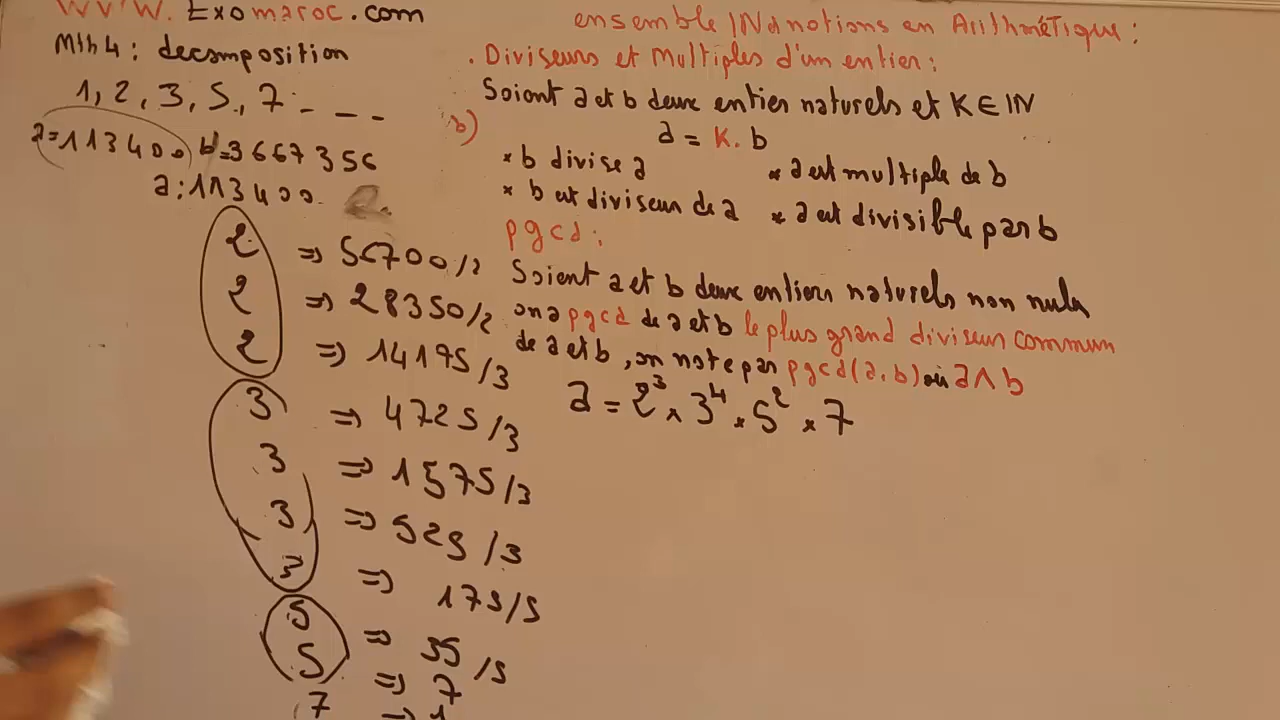 www.Exomaroc.com
Mth4 : decomposition
1, 2, 3, 5, 7 - - - -
a=113400 b=3667356
a:113400.
2 => 56700/2
2 => 28350/2
2 => 14175/3
3 => 4725/3
3 => 1575/3
3 => 525/3
3 => 175/5
5 => 35/5
5 => 7
7 => 1
ensemble IN notions en Arithmétique :
. Diviseurs et Multiples d'un entier :
Soiont a et b deux entier naturels et K∈IN
b) a = K. b
* b divise a * a est multiple de b
* b est diviseur de a * a est divisible par b
pgcd :
Soient a et b deux entiers naturels non nuls
on a pgcd de a et b le plus grand diviseur commun
de a et b, on note par pgcd(a,b) où a∧b
a = 2³ × 3⁴ × 5² × 7